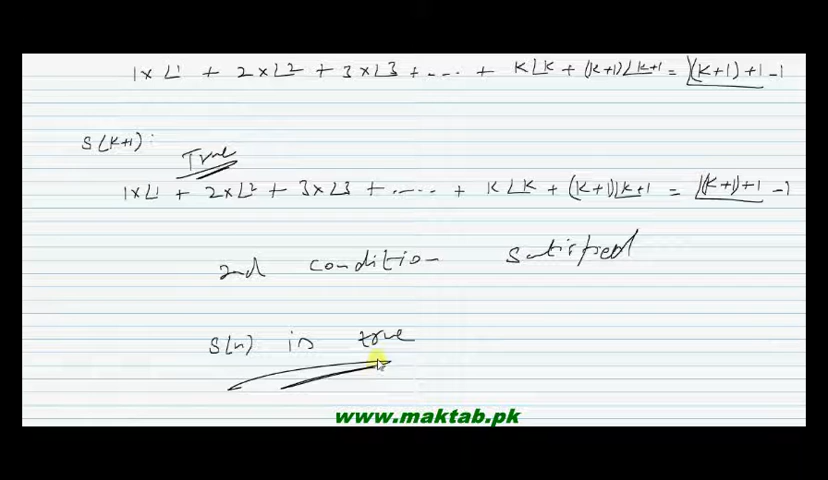 1×∟1 + 2×∟2 + 3×∟3 + .... + K∟K + (K+1)∟K+1 = ∟(K+1)+1 -1
S(K+1):
True
1×∟1 + 2×∟2 + 3×∟3 + ..... + K∟K + (K+1)∟K+1 = ∟(K+1)+1 -1
2nd condition satisfied
S(n) is true
www.maktab.pk